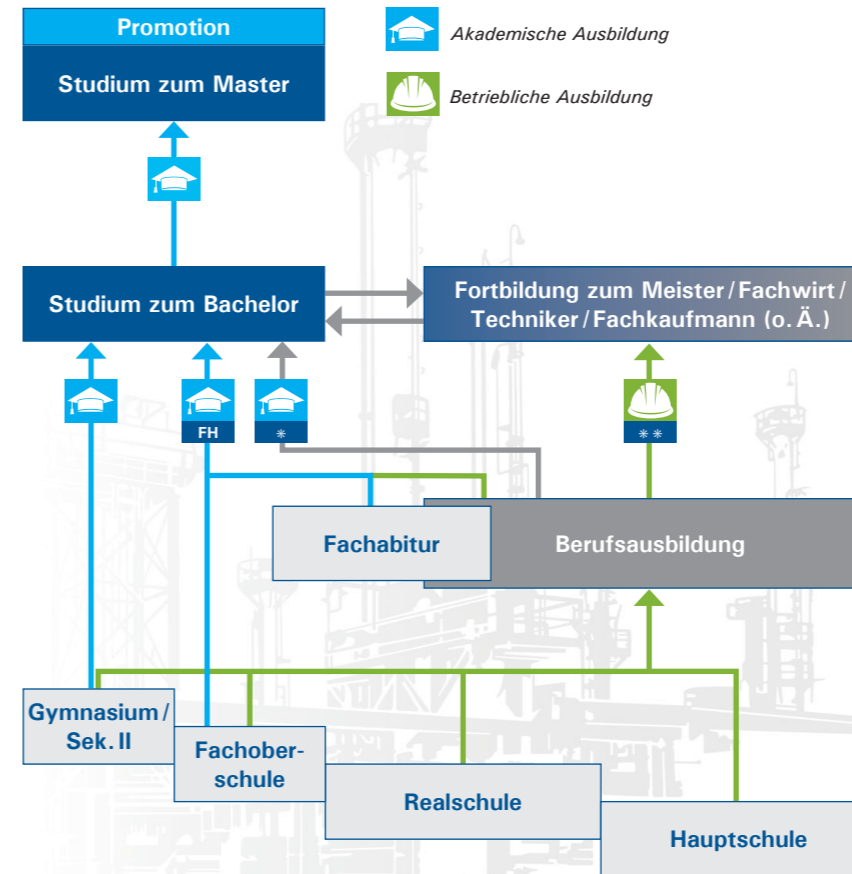 Promotion
Studium zum Master
Akademische Ausbildung
Betriebliche Ausbildung
Studium zum Bachelor
Fortbildung zum Meister / Fachwirt /
Techniker / Fachkaufmann (o. Ä.)
FH
*
**
Fachabitur
Berufsausbildung
Gymnasium /
Sek. II
Fachober-
schule
Realschule
Hauptschule